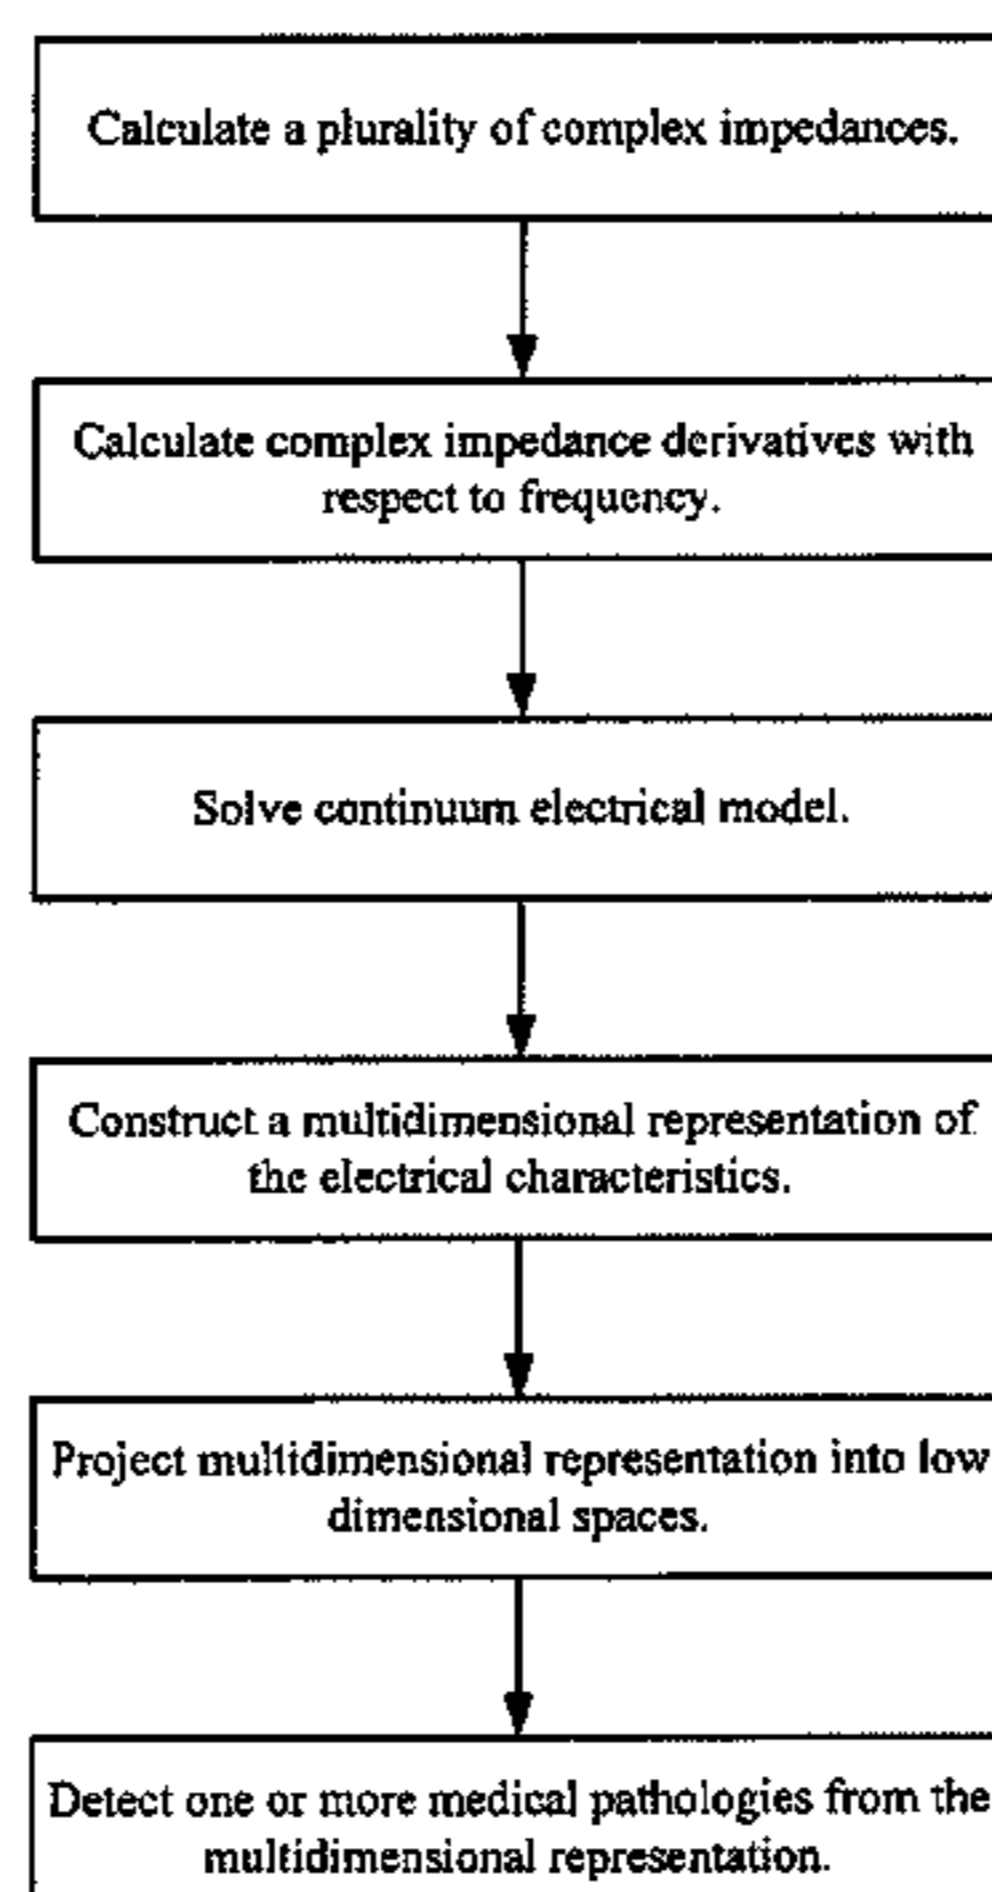 Calculate a plurality of complex impedances.
Calculate complex impedance derivatives with
respect to frequency.
Solve continuum electrical model.
Construct a multidimensional representation of
the electrical characteristics.
Project multidimensional representation into low
dimensional spaces.
Detect one or more medical pathologies from the
multidimensional representation.